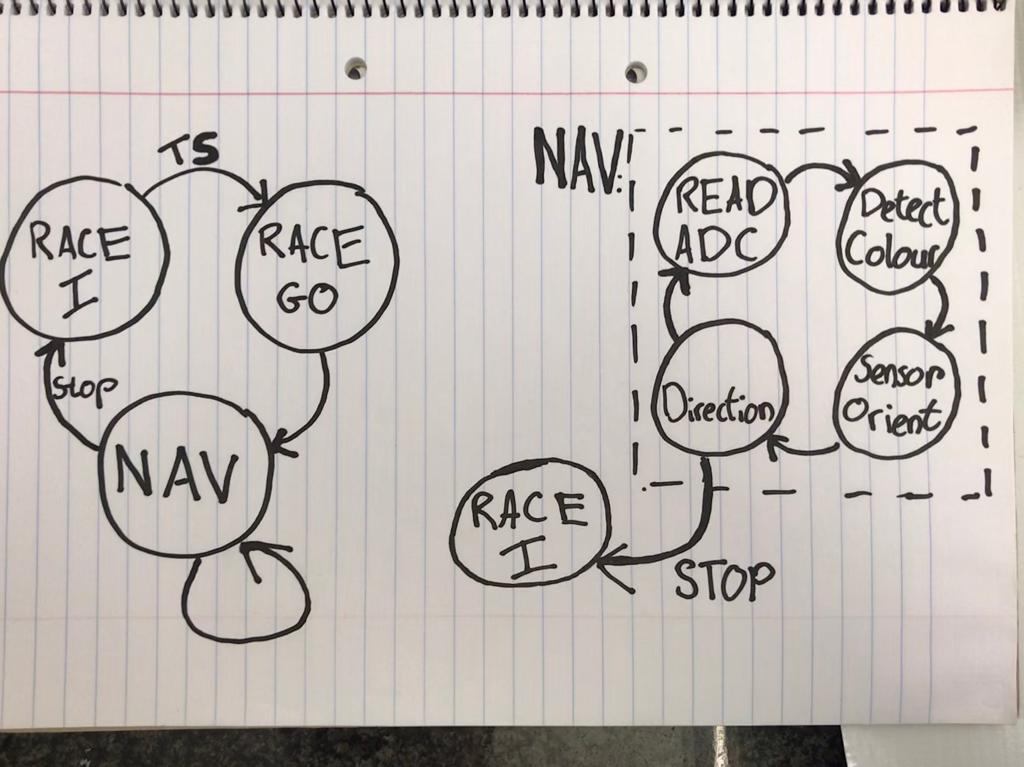 TS
RACE
I
RACE
GO
Stop
NAV
NAV:
READ
ADC
Detect
Colour
Sensor
Orient
Direction
RACE
I
STOP